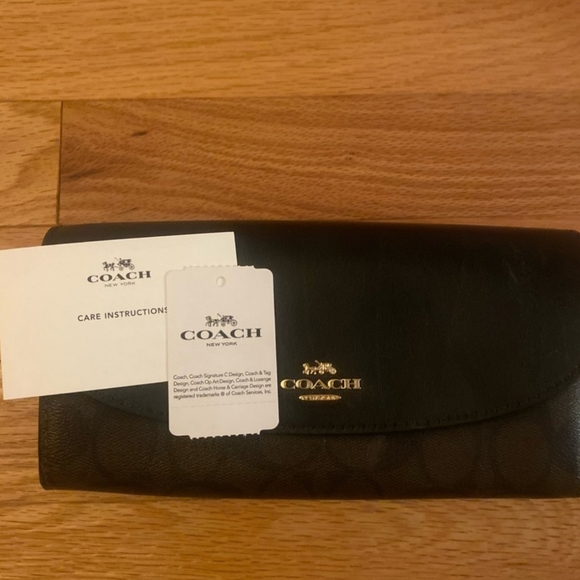 COACH
NEW YORK
CARE INSTRUCTIONS
COACH
NEW YORK
Coach, Coach Signature C Design, Coach & Tag
Design, Coach Op Art Design, Coach & Lozenge
Design and Coach Horse & Carriage Design are
registered trademarks ® of Coach Services, Inc.
COACH